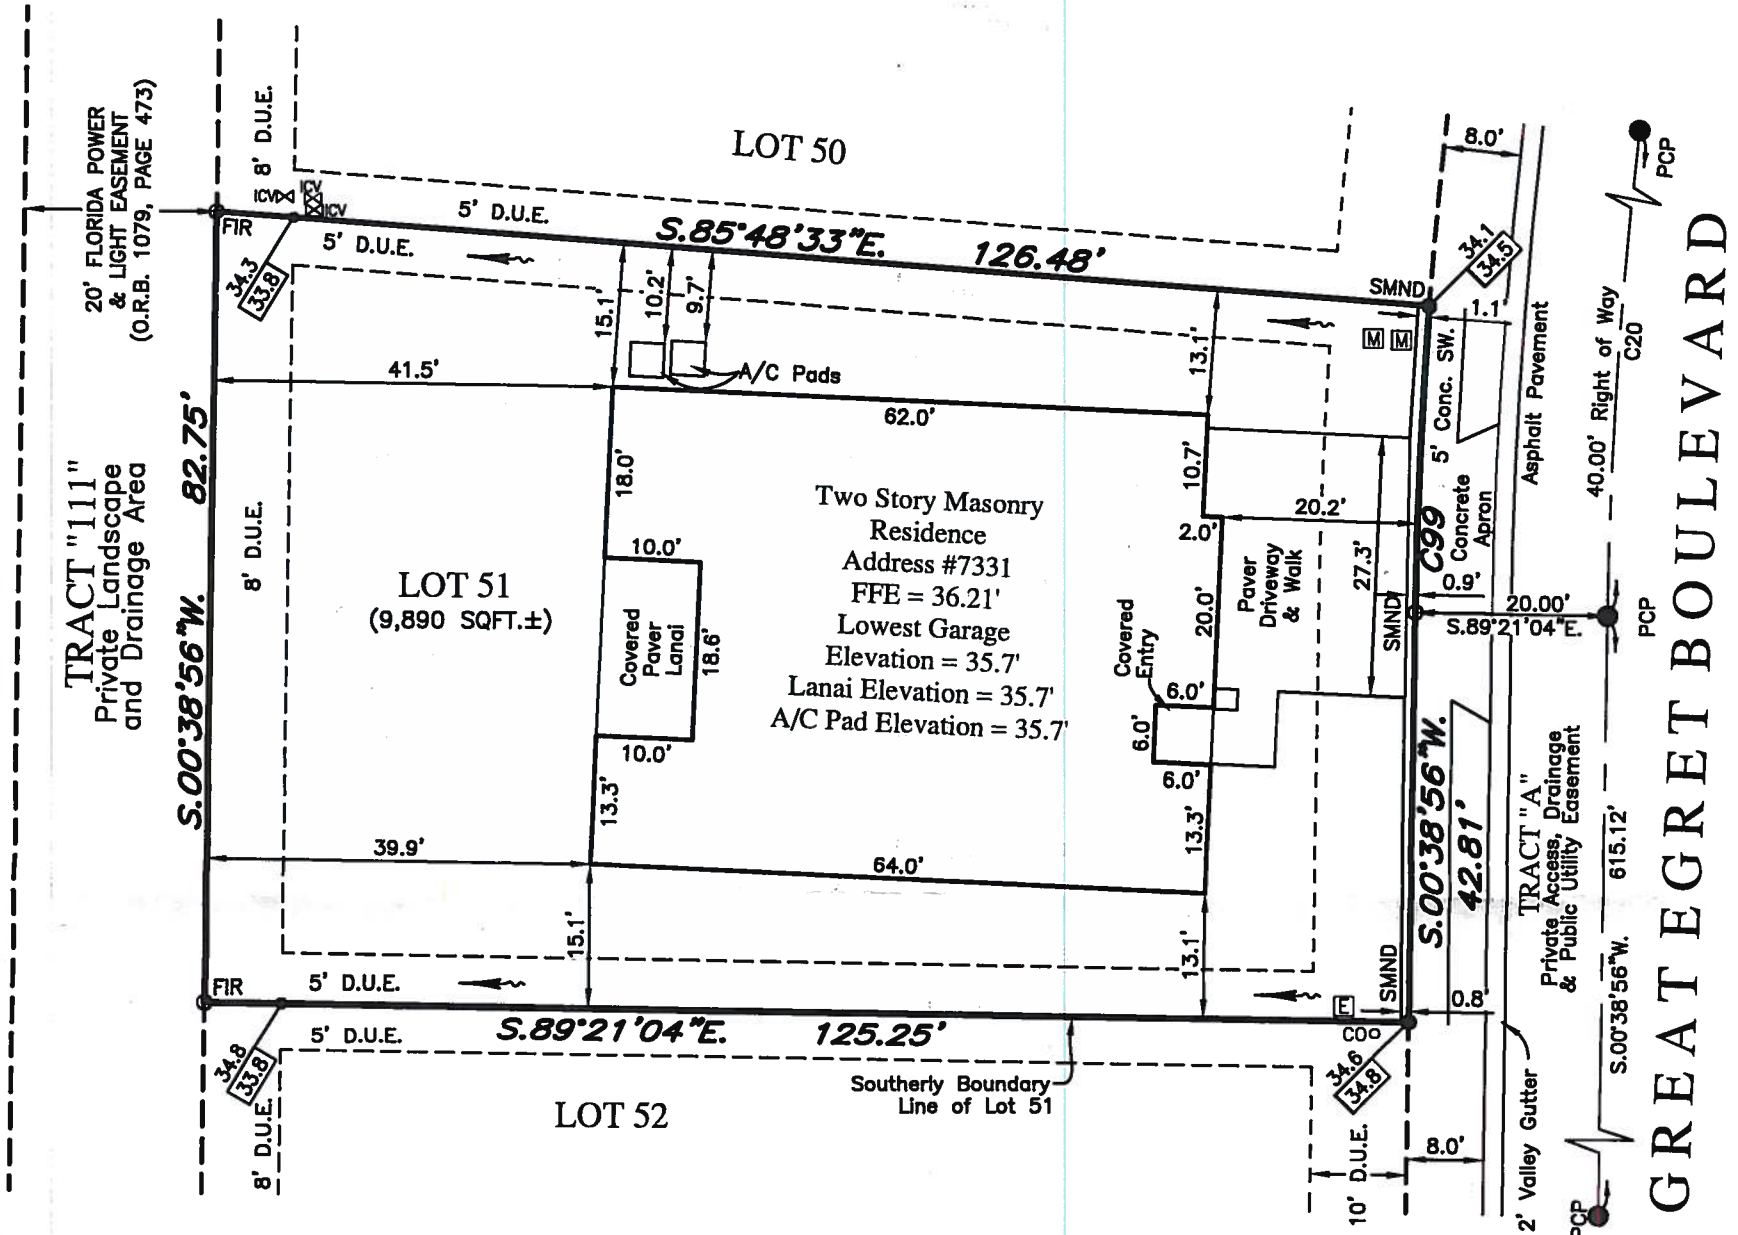 20' FLORIDA POWER
& LIGHT EASEMENT
(O.R.B. 1079, PAGE 473)
8' D.U.E.
ICV
ICV
ICV
FIR
34.3
33.8
5' D.U.E.
5' D.U.E.
LOT 50
S.85°48'33"E. 126.48'
SMND
34.1
34.5
8.0'
PCP
1.1'
15.1'
10.2'
9.7'
A/C Pads
13.1'
M M
5' Conc. SW.
Asphalt Pavement
40.00' Right of Way
C20
GREAT EGRET BOULEVARD
41.5'
62.0'
TRACT "111"
Private Landscape
and Drainage Area
S.00°38'56"W. 82.75'
8' D.U.E.
18.0'
10.7'
2.0'
20.2'
27.3'
C99
Concrete
Apron
0.9'
20.00'
S.89°21'04"E.
PCP
SMND
LOT 51
(9,890 SQFT.±)
10.0'
Covered
Paver
Lanai
18.6'
10.0'
Two Story Masonry
Residence
Address #7331
FFE = 36.21'
Lowest Garage
Elevation = 35.7'
Lanai Elevation = 35.7'
A/C Pad Elevation = 35.7'
Covered
Entry
20.0'
Paver
Driveway
& Walk
6.0'
6.0'
6.0'
13.3'
13.3'
39.9'
64.0'
S.00°38'56"W.
42.81'
TRACT "A"
Private Access, Drainage
& Public Utility Easement
615.12'
S.00°38'56"W.
15.1'
13.1'
SMND
0.8'
FIR
5' D.U.E.
E
CO
S.89°21'04"E. 125.25'
5' D.U.E.
34.8
33.8
34.6
34.8
Southerly Boundary
Line of Lot 51
LOT 52
8' D.U.E.
10' D.U.E.
8.0'
2' Valley Gutter
PCP